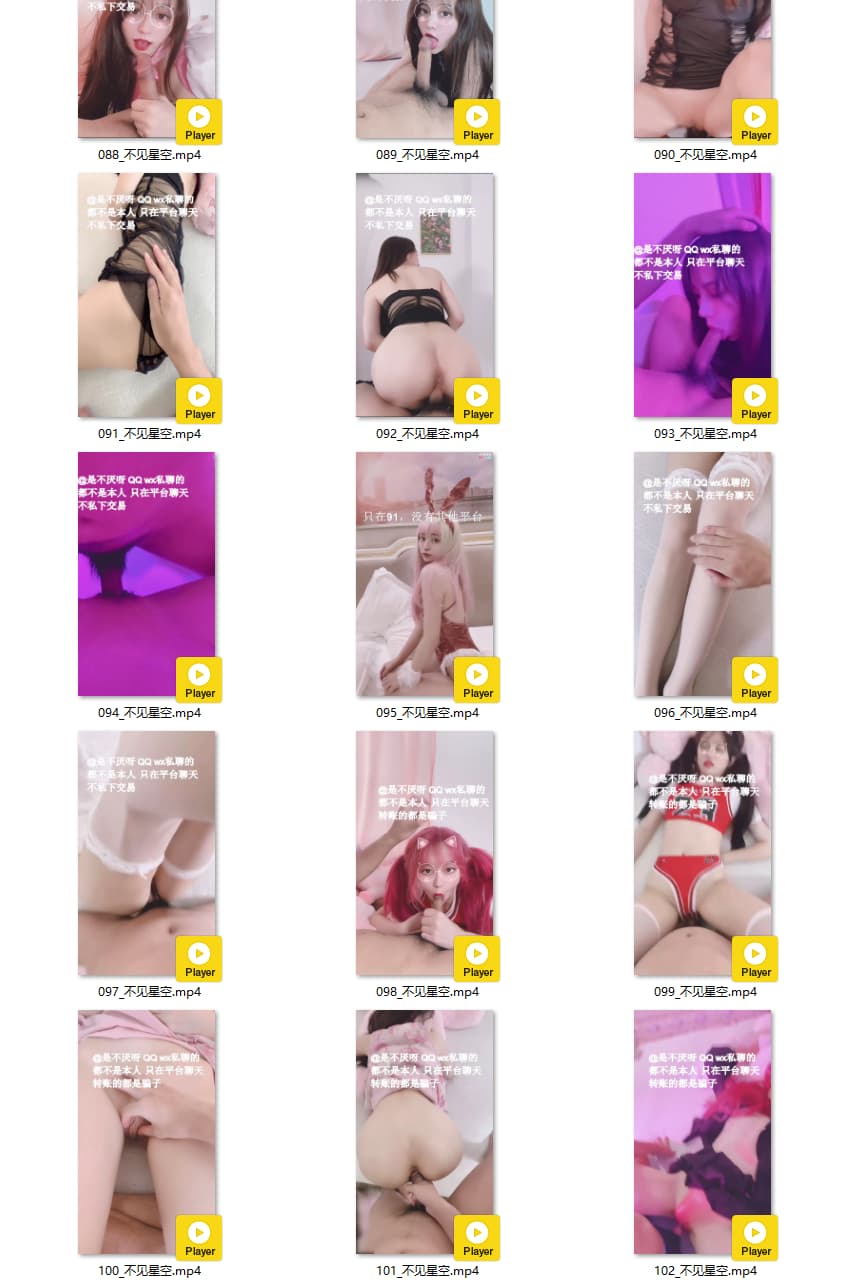 不私下交易
Player
Player
Player
088_不见星空.mp4
089_不见星空.mp4
090_不见星空.mp4
@是不厌呀 QQ wx私聊的
都不是本人 只在平台聊天
不私下交易
@是不厌呀 QQ wx私聊的
都不是本人 只在平台聊天
不私下交易
@是不厌呀 QQ wx私聊的
都不是本人 只在平台聊天
不私下交易
Player
Player
Player
091_不见星空.mp4
092_不见星空.mp4
093_不见星空.mp4
@是不厌呀 QQ wx私聊的
都不是本人 只在平台聊天
不私下交易
只在91，没有其他平台
@是不厌呀 QQ wx私聊的
都不是本人 只在平台聊天
不私下交易
Player
Player
Player
094_不见星空.mp4
095_不见星空.mp4
096_不见星空.mp4
@是不厌呀 QQ wx私聊的
都不是本人 只在平台聊天
不私下交易
@是不厌呀 QQ wx私聊的
都不是本人 只在平台聊天
转账的都是骗子
@是不厌呀 QQ wx私聊的
都不是本人 只在平台聊天
转账的都是骗子
Player
Player
Player
097_不见星空.mp4
098_不见星空.mp4
099_不见星空.mp4
@是不厌呀 QQ wx私聊的
都不是本人 只在平台聊天
转账的都是骗子
@是不厌呀 QQ wx私聊的
都不是本人 只在平台聊天
转账的都是骗子
@是不厌呀 QQ wx私聊的
都不是本人 只在平台聊天
转账的都是骗子
Player
Player
Player
100_不见星空.mp4
101_不见星空.mp4
102_不见星空.mp4